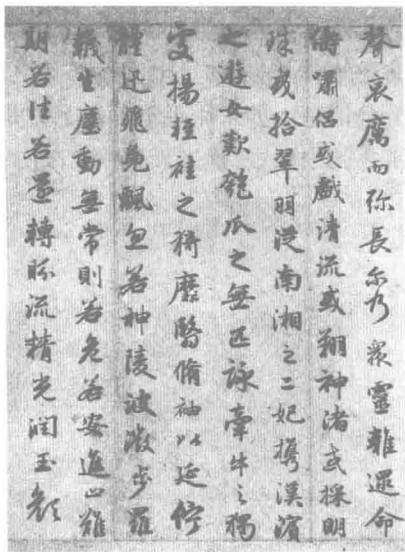 聲哀厲而弥長尔乃衆靈雜遝命
儔嘯侣或戲清流或翔神渚或採明
珠或拾翠羽從南湘之二妃携漢濱
之遊女歎匏瓜之無匹詠牽牛之獨
處揚輕袿之猗靡翳脩袖以延佇
體迅飛鳧飄忽若神陵波微步羅
襪生塵動無常則若危若安進止難
期若往若還轉眄流精光潤玉顔